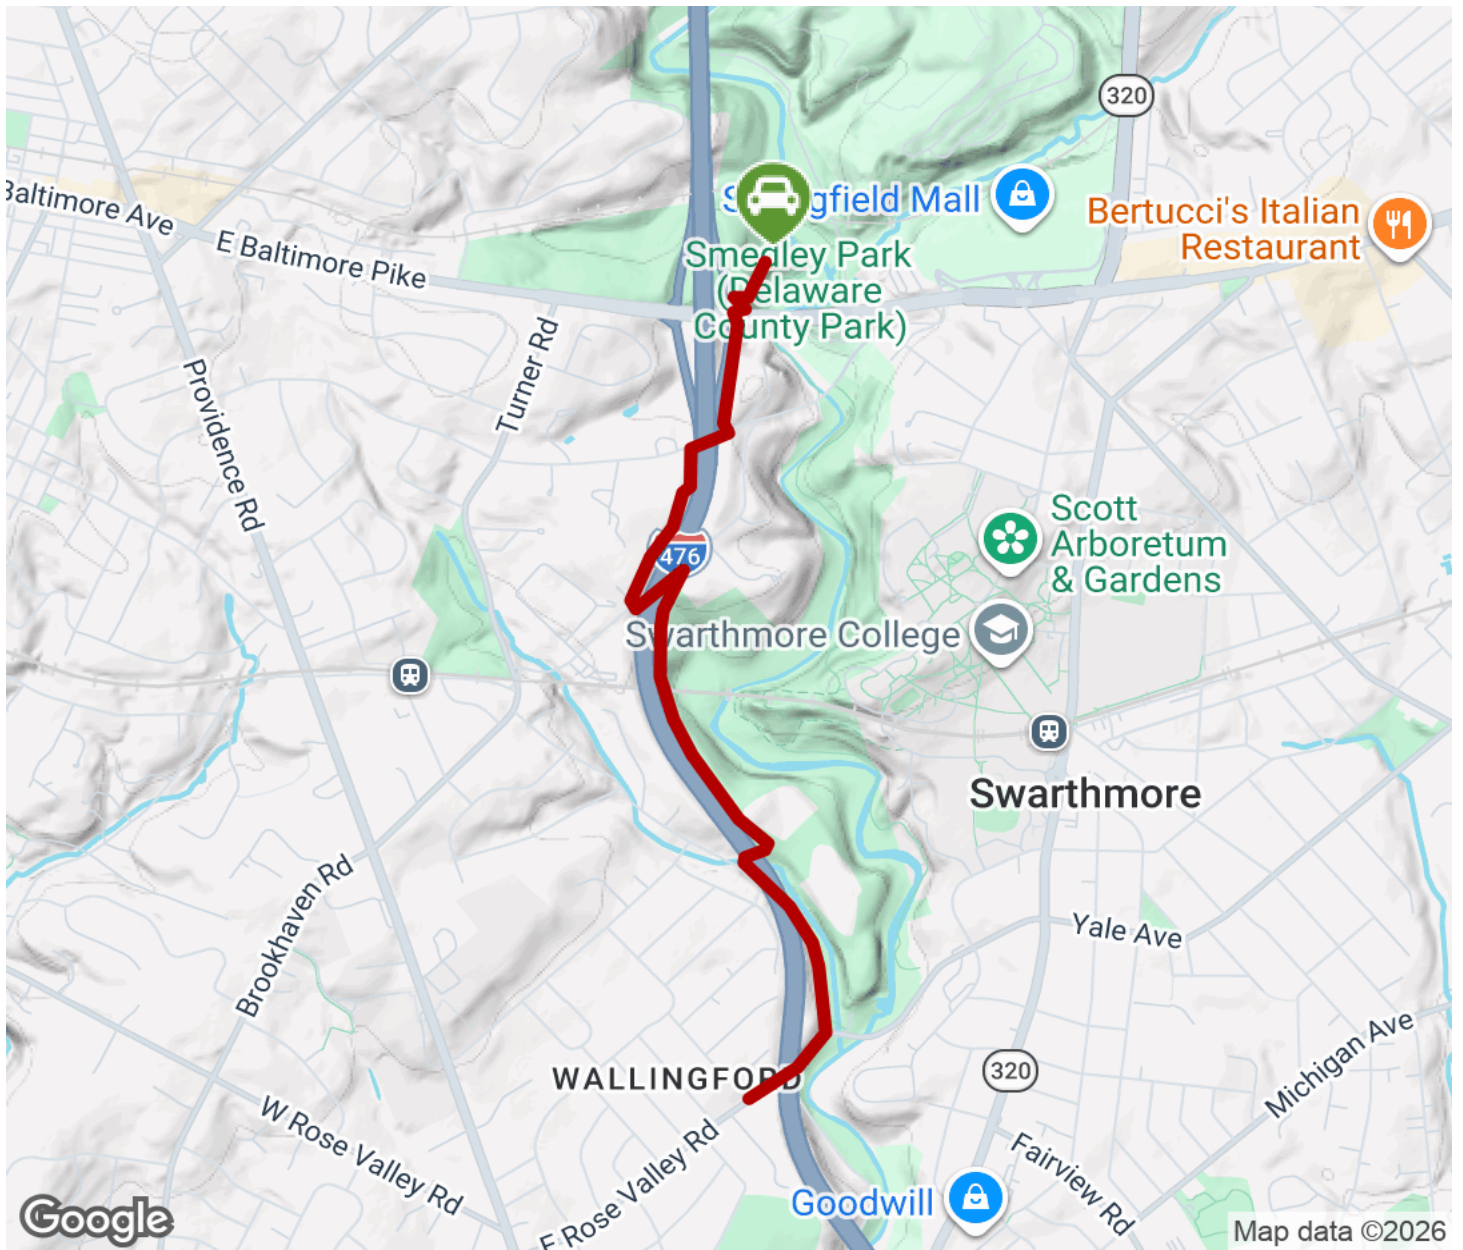 320
Baltimore Ave
E Baltimore Pike
Springfield Mall
Bertucci's Italian
Restaurant
Smedley Park
(Delaware
County Park)
Turner Rd
Providence Rd
476
Scott
Arboretum
& Gardens
Swarthmore College
Swarthmore
Brookhaven Rd
Yale Ave
WALLINGFORD
320
Michigan Ave
W Rose Valley Rd
E Rose Valley Rd
Fairview Rd
Goodwill
Google
Map data ©2026